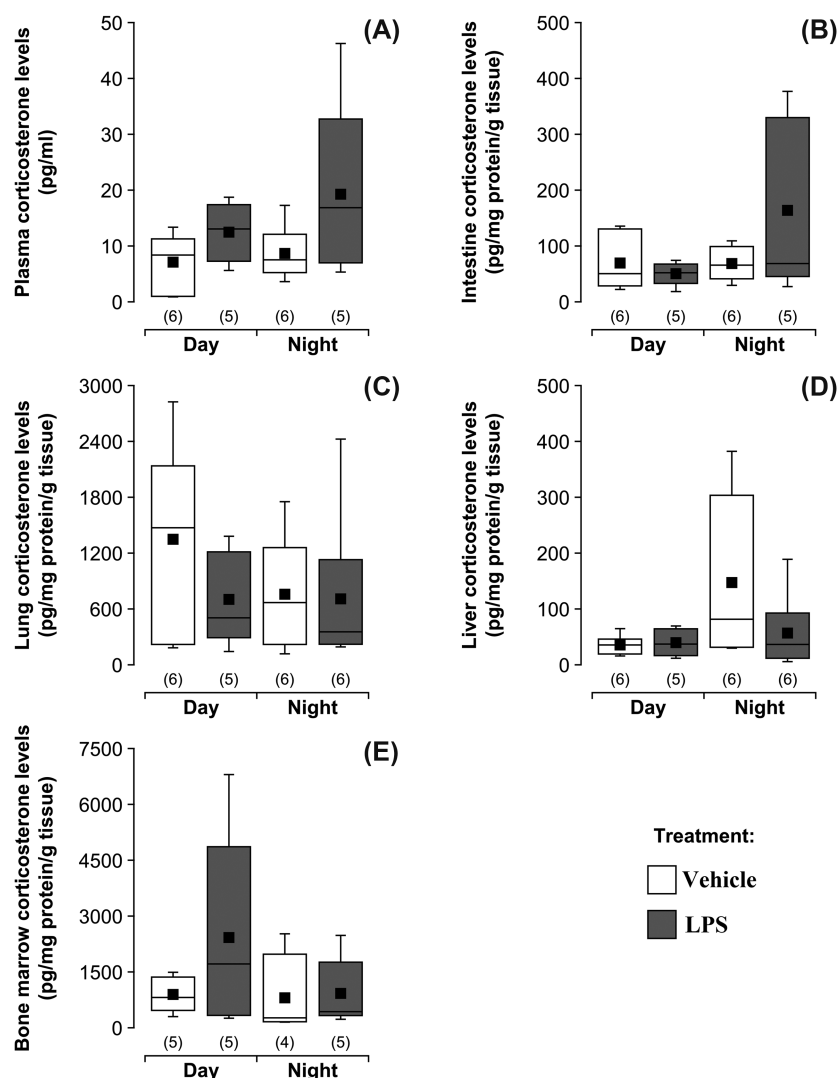 (A)
Plasma corticosterone levels
(pg/ml)
50
40
30
20
10
0
(6) (5) (6) (5)
Day Night
(B)
Intestine corticosterone levels
(pg/mg protein/g tissue)
500
400
300
200
100
0
(6) (5) (6) (5)
Day Night
(C)
Lung corticosterone levels
(pg/mg protein/g tissue)
3000
2400
1800
1200
600
0
(6) (5) (6) (6)
Day Night
(D)
Liver corticosterone levels
(pg/mg protein/g tissue)
500
400
300
200
100
0
(6) (5) (6) (6)
Day Night
(E)
Bone marrow corticosterone levels
(pg/mg protein/g tissue)
7500
6000
4500
3000
1500
0
(5) (5) (4) (5)
Day Night
Treatment:
Vehicle
LPS